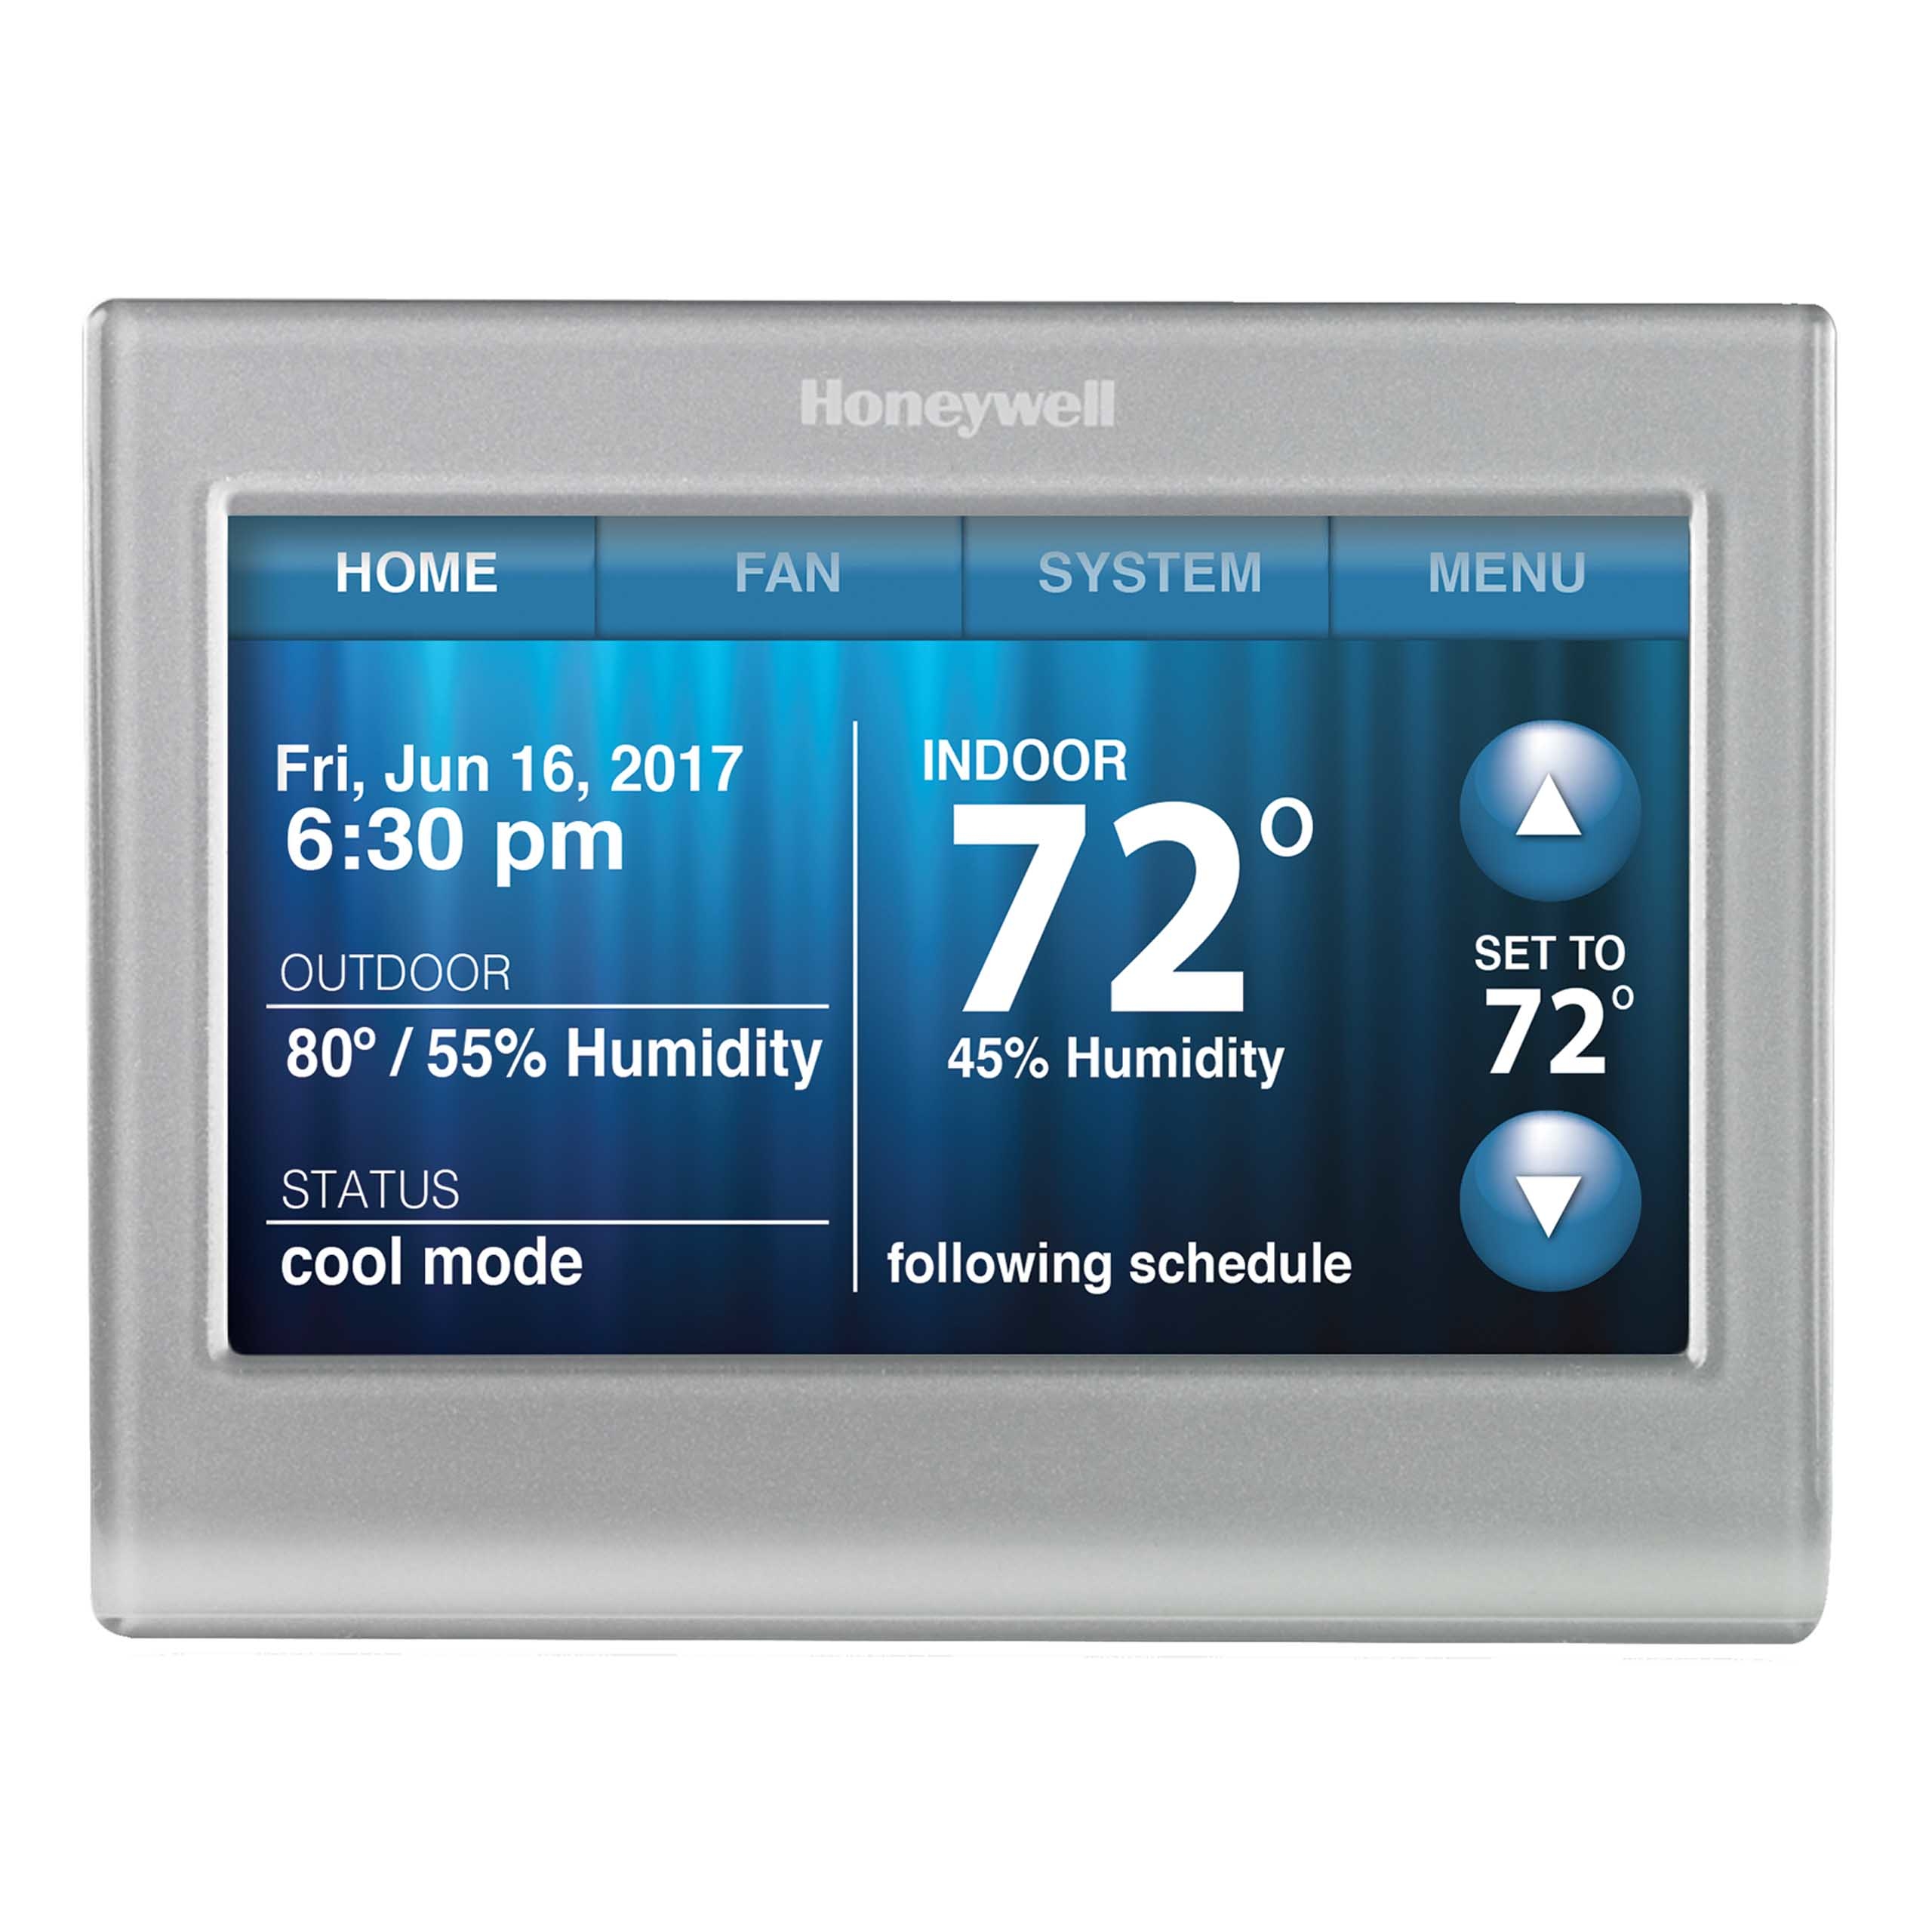 Honeywell
HOME FAN SYSTEM MENU
Fri, Jun 16, 2017
6:30 pm
OUTDOOR
80° / 55% Humidity
STATUS
cool mode
INDOOR
72°
45% Humidity
following schedule
SET TO
72°